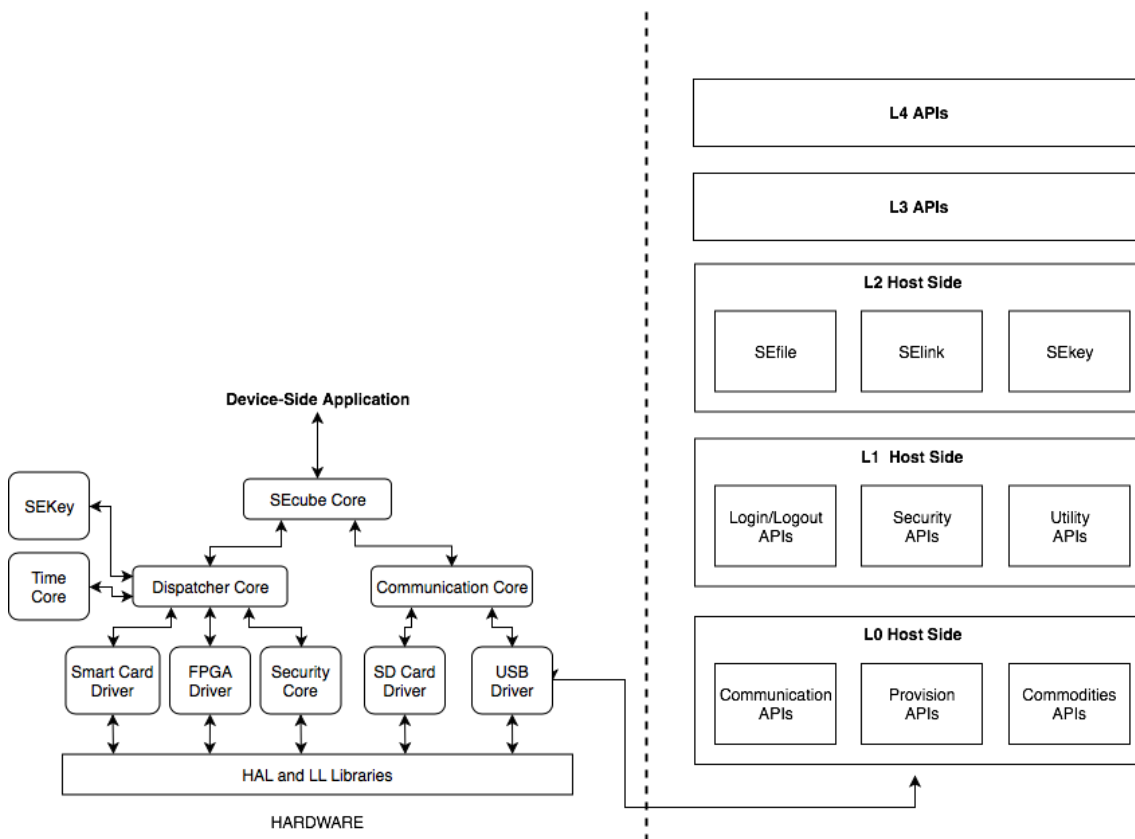 L4 APIs
L3 APIs
L2 Host Side
SEfile
SElink
SEkey
L1 Host Side
Login/Logout
APIs
Security
APIs
Utility
APIs
L0 Host Side
Communication
APIs
Provision
APIs
Commodities
APIs
Device-Side Application
SEcube Core
SEKey
Time
Core
Dispatcher Core
Communication Core
Smart Card
Driver
FPGA
Driver
Security
Core
SD Card
Driver
USB
Driver
HAL and LL Libraries
HARDWARE